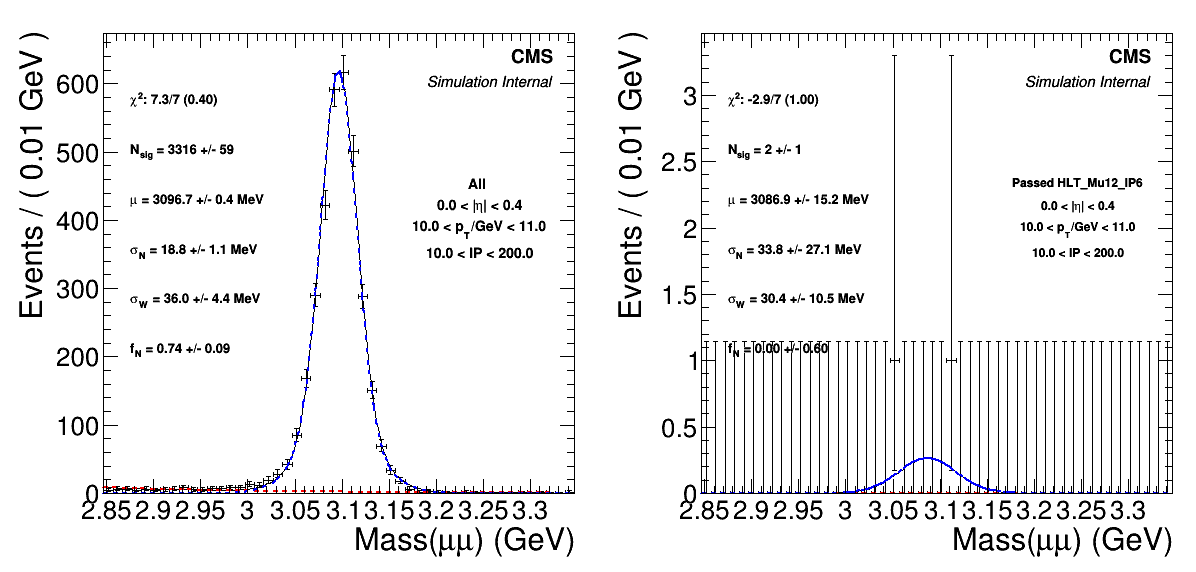 CMS
Simulation Internal
χ²: 7.3/7 (0.40)
N_sig = 3316 +/- 59
μ = 3096.7 +/- 0.4 MeV
σ_N = 18.8 +/- 1.1 MeV
σ_W = 36.0 +/- 4.4 MeV
f_N = 0.74 +/- 0.09
All
0.0 < |η| < 0.4
10.0 < p_T/GeV < 11.0
10.0 < IP < 200.0
Events / ( 0.01 GeV )
600
500
400
300
200
100
0
2.85 2.9 2.95 3 3.05 3.1 3.15 3.2 3.25 3.3
Mass(μμ) (GeV)
CMS
Simulation Internal
χ²: -2.9/7 (1.00)
N_sig = 2 +/- 1
μ = 3086.9 +/- 15.2 MeV
σ_N = 33.8 +/- 27.1 MeV
σ_W = 30.4 +/- 10.5 MeV
f_N = 0.00 +/- 0.60
Passed HLT_Mu12_IP6
0.0 < |η| < 0.4
10.0 < p_T/GeV < 11.0
10.0 < IP < 200.0
Events / ( 0.01 GeV )
3
2.5
2
1.5
1
0.5
0
2.85 2.9 2.95 3 3.05 3.1 3.15 3.2 3.25 3.3
Mass(μμ) (GeV)